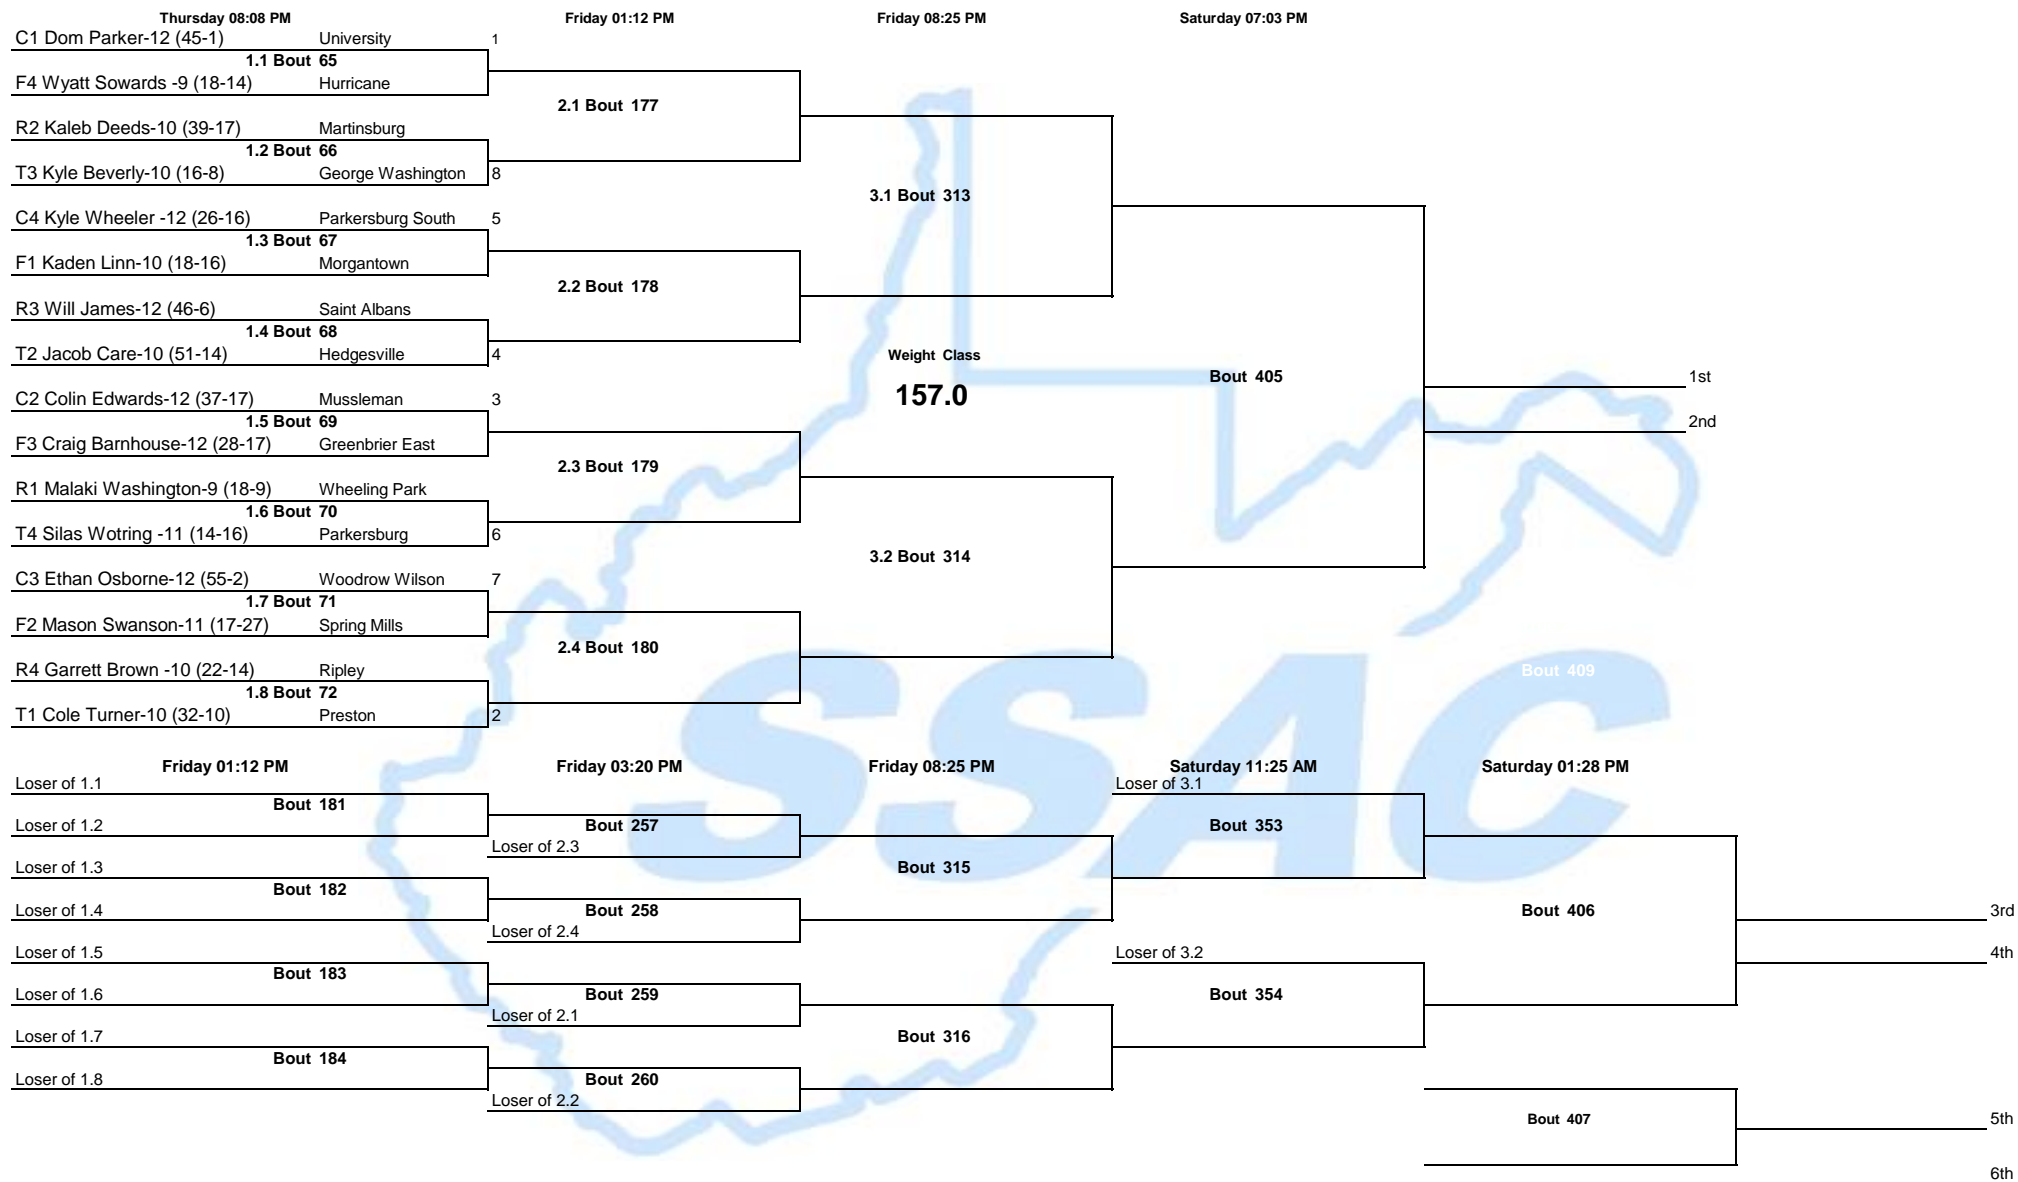 Thursday 08:08 PM Friday 01:12 PM Friday 08:25 PM Saturday 07:03 PM
C1 Dom Parker-12 (45-1) University 1
1.1 Bout 65
F4 Wyatt Sowards -9 (18-14) Hurricane
2.1 Bout 177
R2 Kaleb Deeds-10 (39-17) Martinsburg
1.2 Bout 66
T3 Kyle Beverly-10 (16-8) George Washington 8
3.1 Bout 313
C4 Kyle Wheeler -12 (26-16) Parkersburg South 5
1.3 Bout 67
F1 Kaden Linn-10 (18-16) Morgantown
2.2 Bout 178
R3 Will James-12 (46-6) Saint Albans
1.4 Bout 68
T2 Jacob Care-10 (51-14) Hedgesville 4
Weight Class
157.0
Bout 405
1st
2nd
C2 Colin Edwards-12 (37-17) Mussleman 3
1.5 Bout 69
F3 Craig Barnhouse-12 (28-17) Greenbrier East
2.3 Bout 179
R1 Malaki Washington-9 (18-9) Wheeling Park
1.6 Bout 70
T4 Silas Wotring -11 (14-16) Parkersburg 6
3.2 Bout 314
C3 Ethan Osborne-12 (55-2) Woodrow Wilson 7
1.7 Bout 71
F2 Mason Swanson-11 (17-27) Spring Mills
2.4 Bout 180
R4 Garrett Brown -10 (22-14) Ripley
Bout 409
1.8 Bout 72
T1 Cole Turner-10 (32-10) Preston 2
SSAC
Friday 01:12 PM Friday 03:20 PM Friday 08:25 PM Saturday 11:25 AM Saturday 01:28 PM
Loser of 1.1 Loser of 3.1
Bout 181
Loser of 1.2 Bout 257 Bout 353
Loser of 2.3
Loser of 1.3 Bout 315
Bout 182
Loser of 1.4 Bout 258 Bout 406 3rd
Loser of 2.4
Loser of 1.5 Loser of 3.2 4th
Bout 183
Loser of 1.6 Bout 259 Bout 354
Loser of 2.1
Loser of 1.7 Bout 316
Bout 184
Loser of 1.8 Bout 260
Loser of 2.2
Bout 407 5th
6th